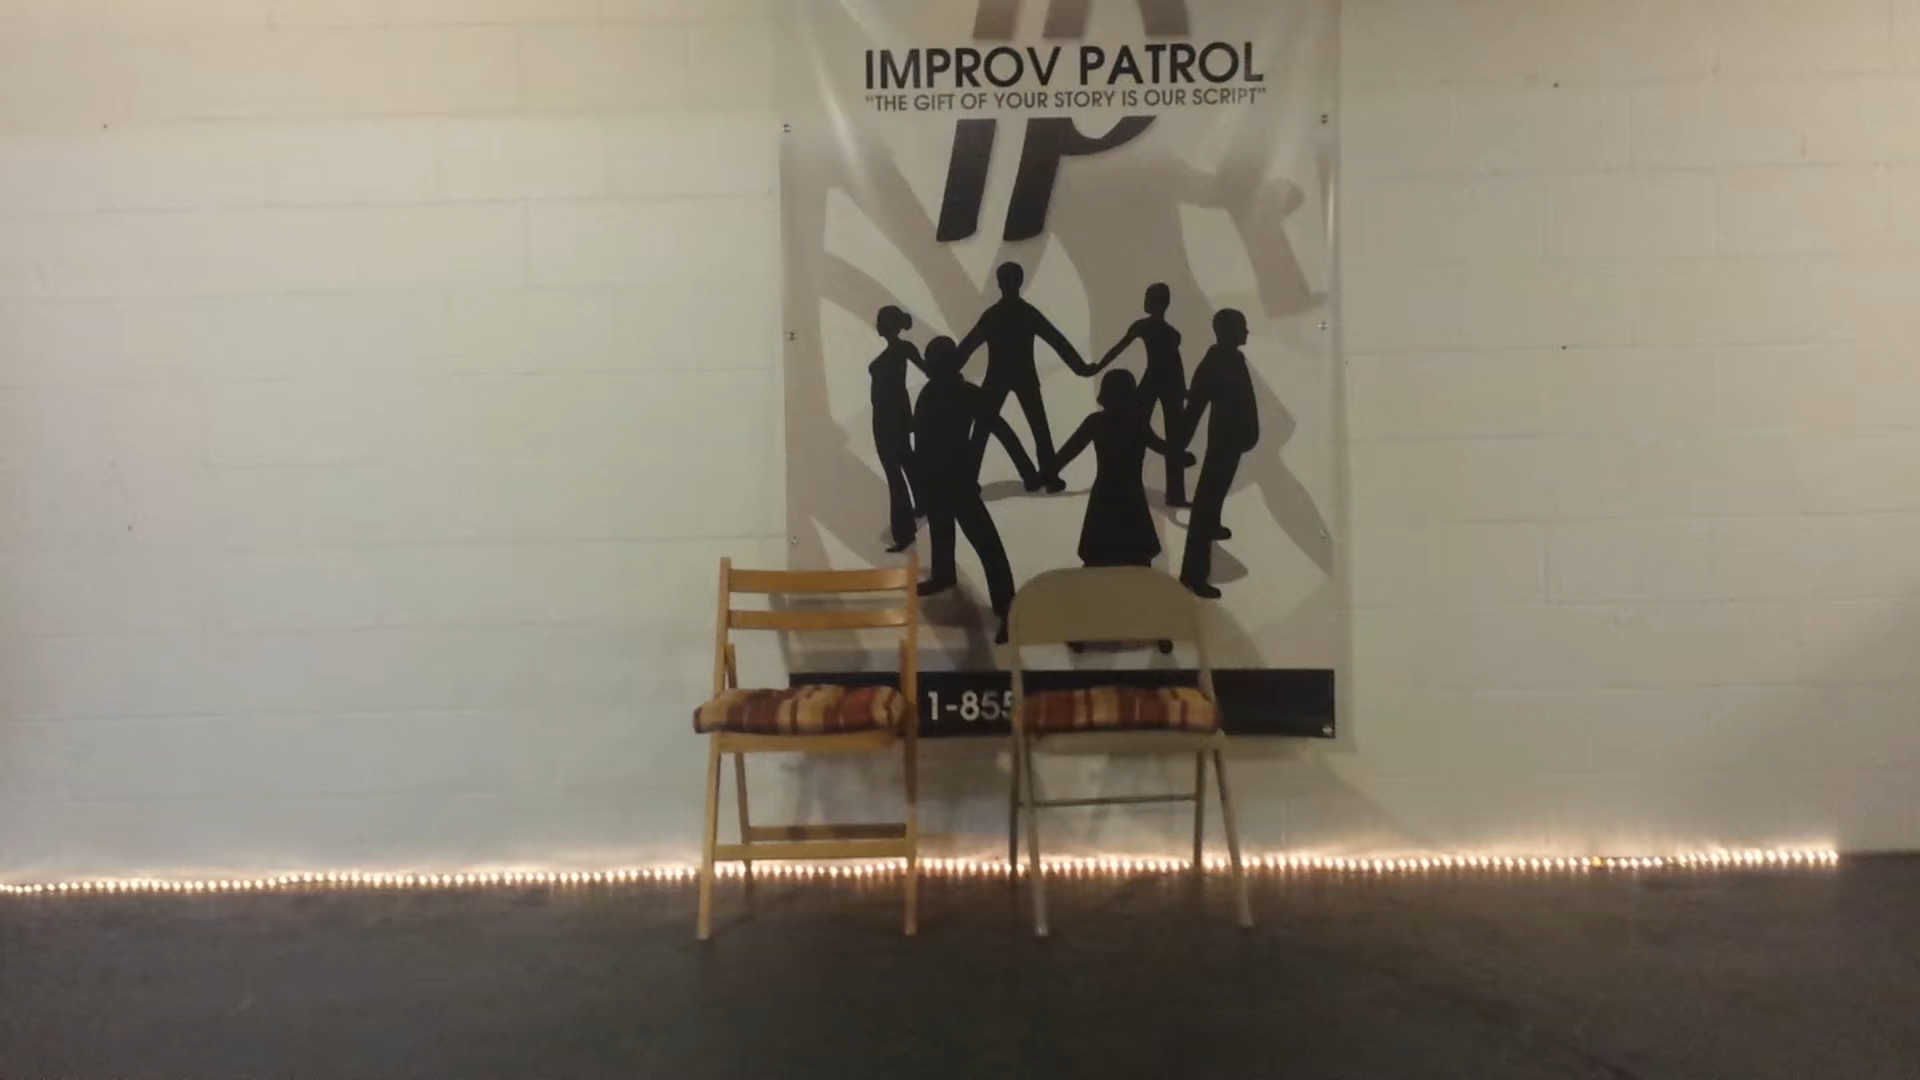 IMPROV PATROL
"THE GIFT OF YOUR STORY IS OUR SCRIPT"
IP
1-855